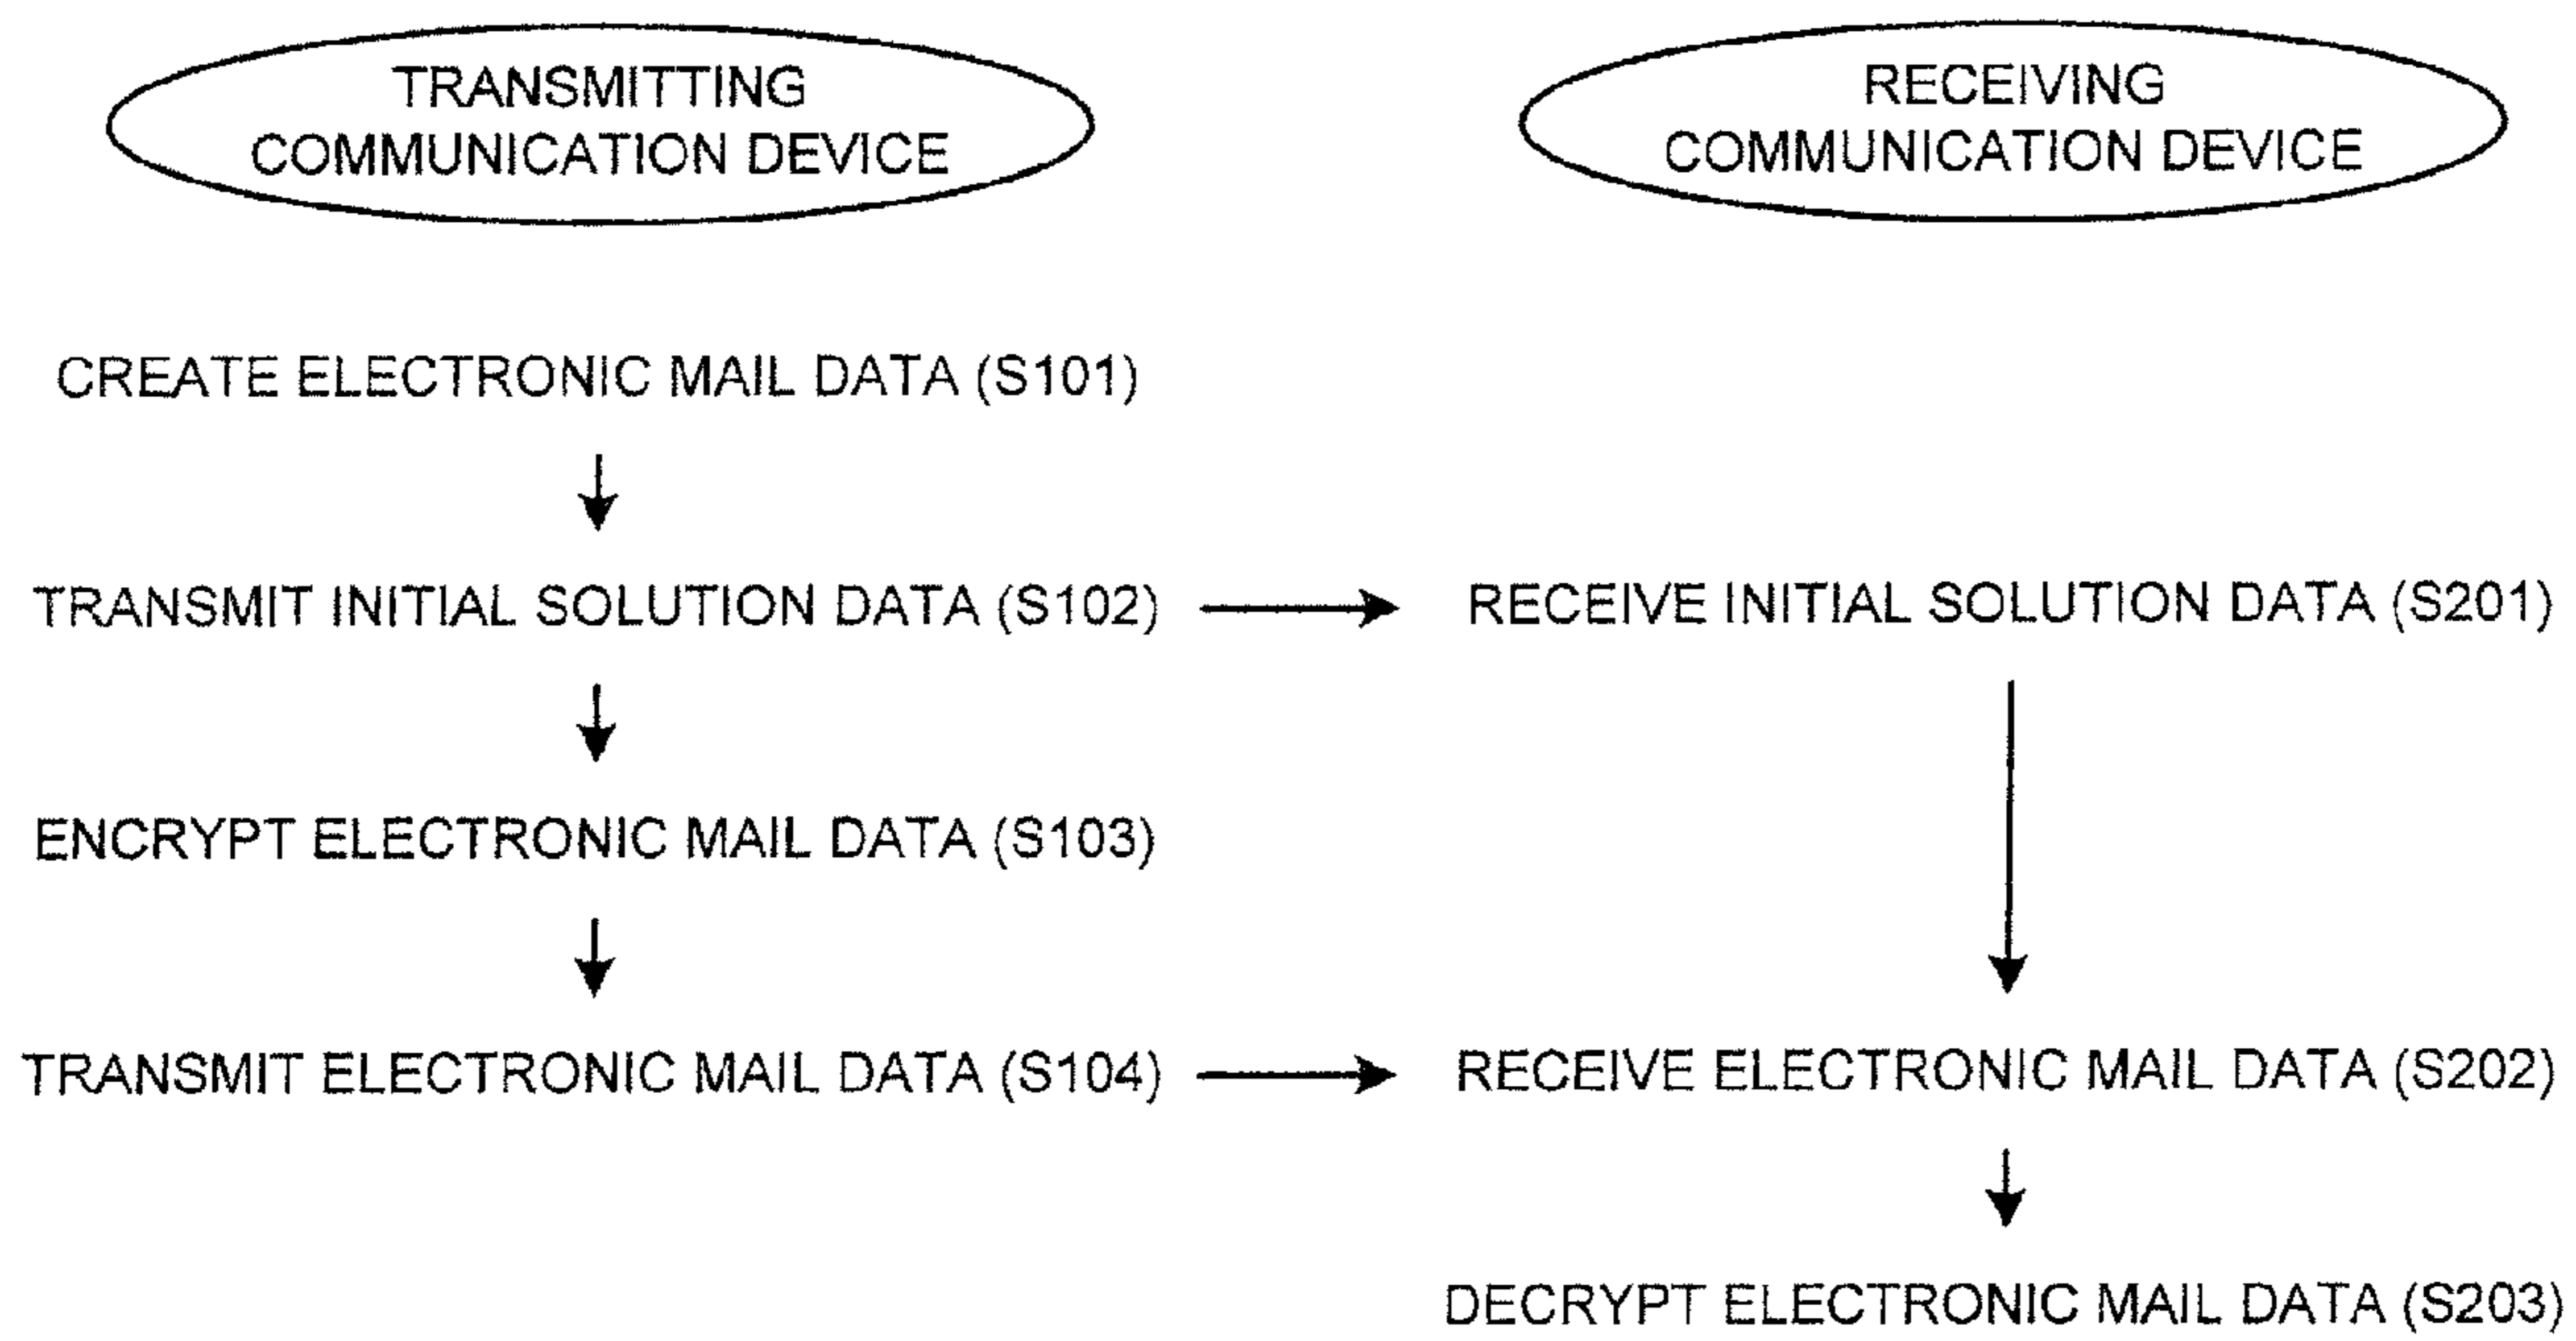 TRANSMITTING
COMMUNICATION DEVICE
RECEIVING
COMMUNICATION DEVICE
CREATE ELECTRONIC MAIL DATA (S101)
TRANSMIT INITIAL SOLUTION DATA (S102)
RECEIVE INITIAL SOLUTION DATA (S201)
ENCRYPT ELECTRONIC MAIL DATA (S103)
TRANSMIT ELECTRONIC MAIL DATA (S104)
RECEIVE ELECTRONIC MAIL DATA (S202)
DECRYPT ELECTRONIC MAIL DATA (S203)